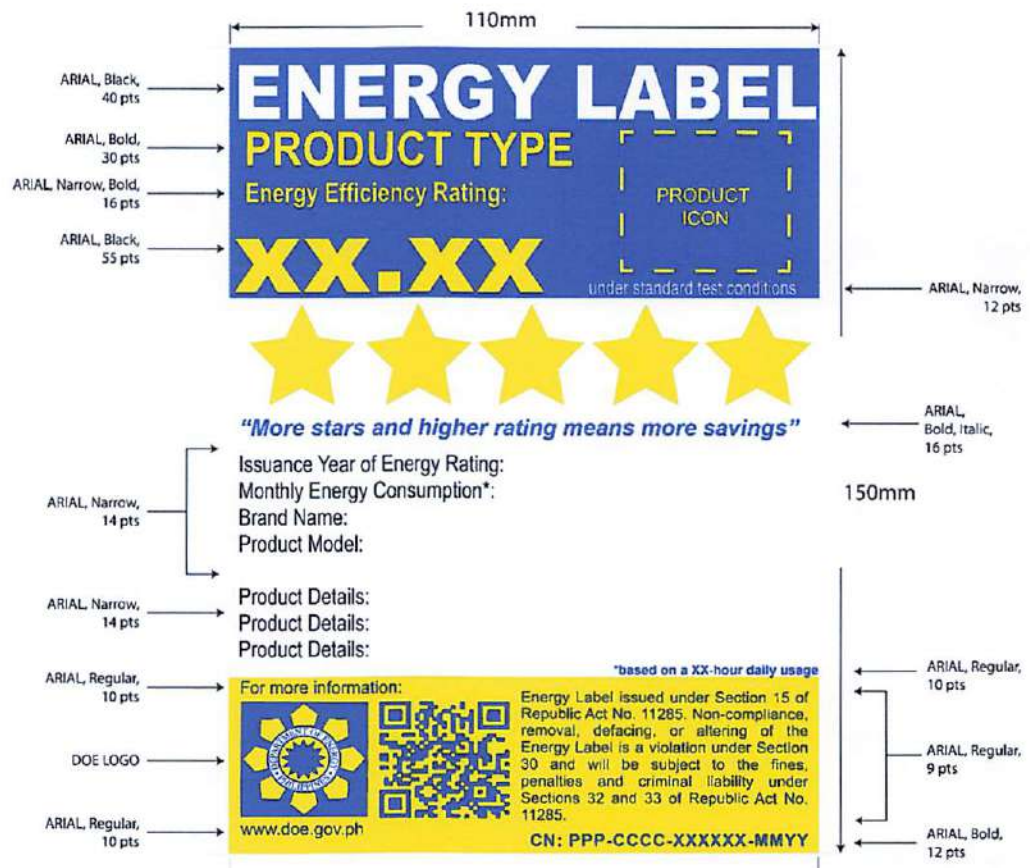 110mm
ARIAL, Black,
40 pts
ENERGY LABEL
ARIAL, Bold,
30 pts
PRODUCT TYPE
ARIAL, Narrow, Bold,
16 pts
Energy Efficiency Rating:
PRODUCT
ICON
ARIAL, Black,
55 pts
XX.XX
under standard test conditions
ARIAL, Narrow,
12 pts
"More stars and higher rating means more savings"
ARIAL,
Bold, Italic,
16 pts
ARIAL, Narrow,
14 pts
Issuance Year of Energy Rating:
Monthly Energy Consumption*:
Brand Name:
Product Model:
150mm
ARIAL, Narrow,
14 pts
Product Details:
Product Details:
Product Details:
*based on a XX-hour daily usage
ARIAL, Regular,
10 pts
ARIAL, Regular,
10 pts
For more information:
DOE LOGO
DEPARTMENT OF ENERGY
PHILIPPINES
Energy Label issued under Section 15 of
Republic Act No. 11285. Non-compliance,
removal, defacing, or altering of the
Energy Label is a violation under Section
30 and will be subject to the fines,
penalties and criminal liability under
Sections 32 and 33 of Republic Act No.
11285.
ARIAL, Regular,
9 pts
ARIAL, Regular,
10 pts
www.doe.gov.ph
CN: PPP-CCCC-XXXXXX-MMYY
ARIAL, Bold,
12 pts